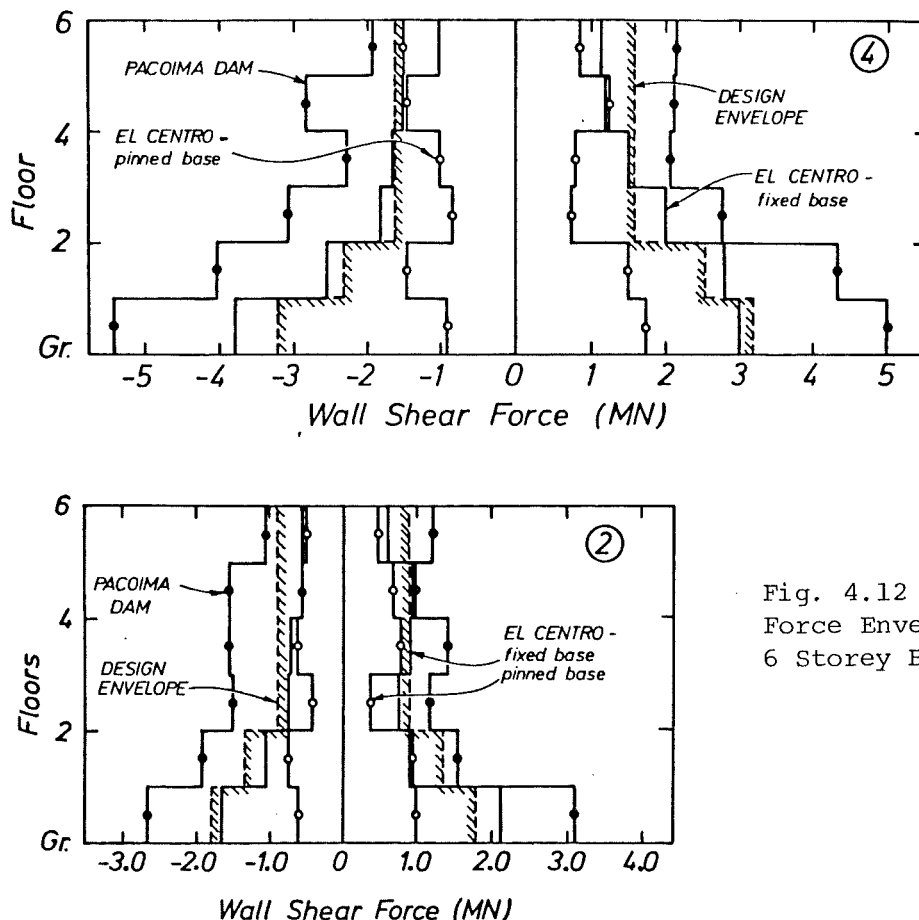 6
4
2
Gr.
Floor
④
PACOIMA DAM
EL CENTRO -
pinned base
DESIGN
ENVELOPE
EL CENTRO -
fixed base
-5 -4 -3 -2 -1 0 1 2 3 4 5
Wall Shear Force (MN)
6
4
2
Gr.
Floors
②
PACOIMA
DAM
DESIGN
ENVELOPE
EL CENTRO -
fixed base
pinned base
-3.0 -2.0 -1.0 0 1.0 2.0 3.0 4.0
Wall Shear Force (MN)
Fig. 4.12
Force Enve
6 Storey B